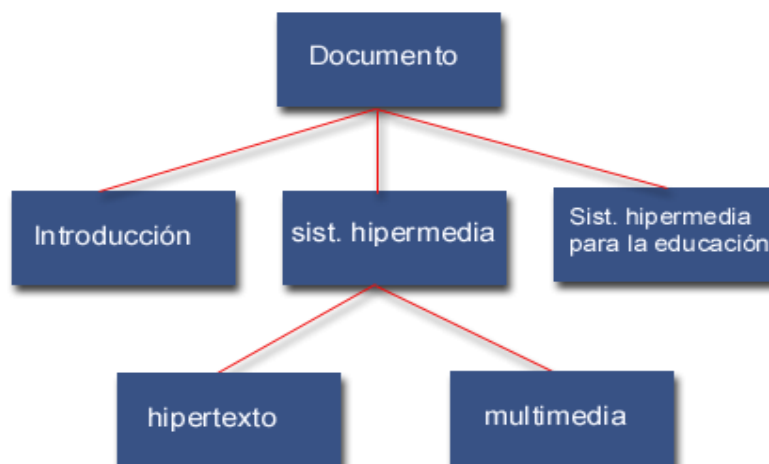 Documento
Introducción
sist. hipermedia
Sist. hipermedia
para la educación
hipertexto
multimedia